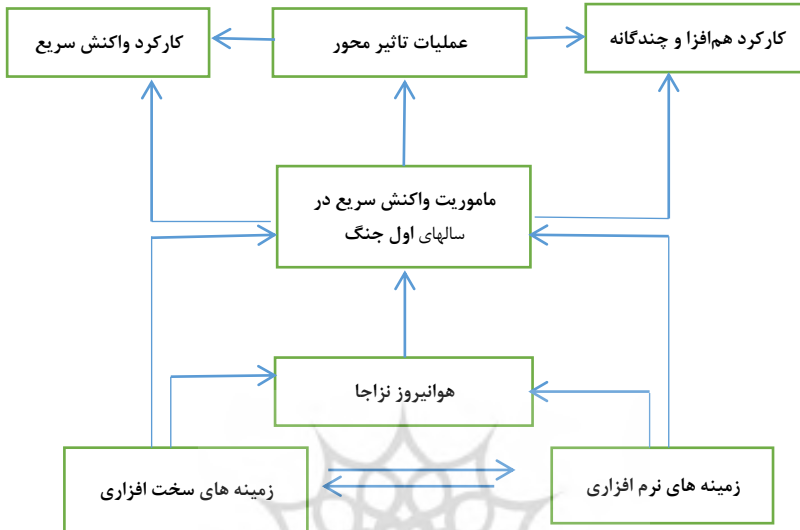 کارکرد هم‌افزا و چندگانه
عملیات تاثیر محور
کارکرد واکنش سریع
ماموریت واکنش سریع در
سالهای اول جنگ
هوانیروز نزاجا
زمینه های نرم افزاری
زمینه های سخت افزاری